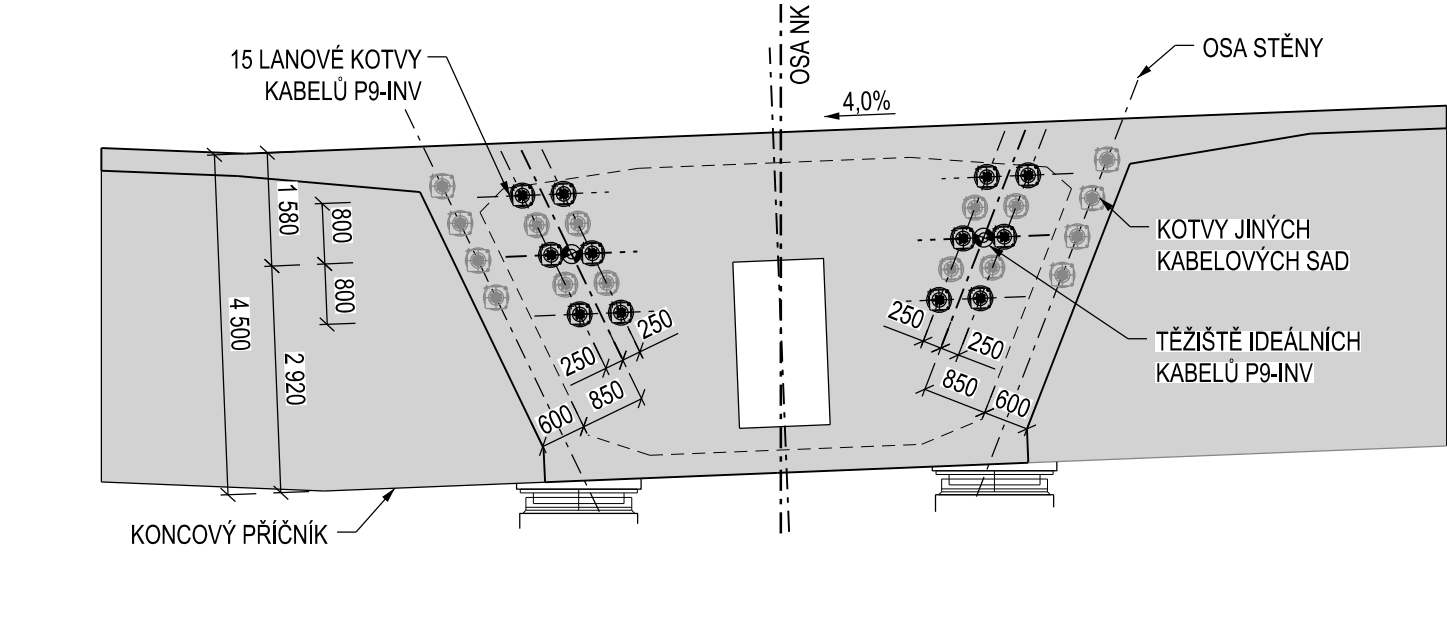 15 LANOVÉ KOTVY
KABELŮ P9-INV
OSA NK
4,0%
OSA STĚNY
1 580
800
800
4 500
2 920
KOTVY JINÝCH
KABELOVÝCH SAD
TĚŽIŠTĚ IDEÁLNÍCH
KABELŮ P9-INV
250
250
850
600
250
250
850
600
KONCOVÝ PŘÍČNÍK